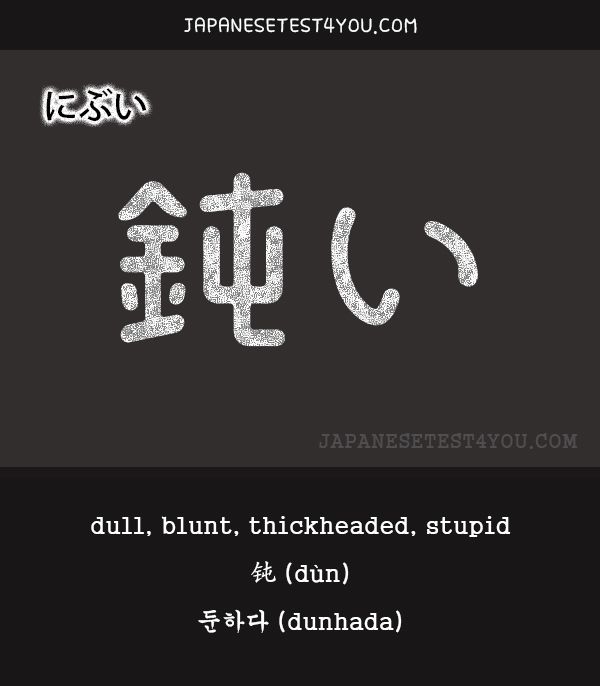 JAPANESETEST4YOU.COM
にぶい
鈍い
JAPANESETEST4YOU.COM
dull, blunt, thickheaded, stupid
钝 (dùn)
둔하다 (dunhada)